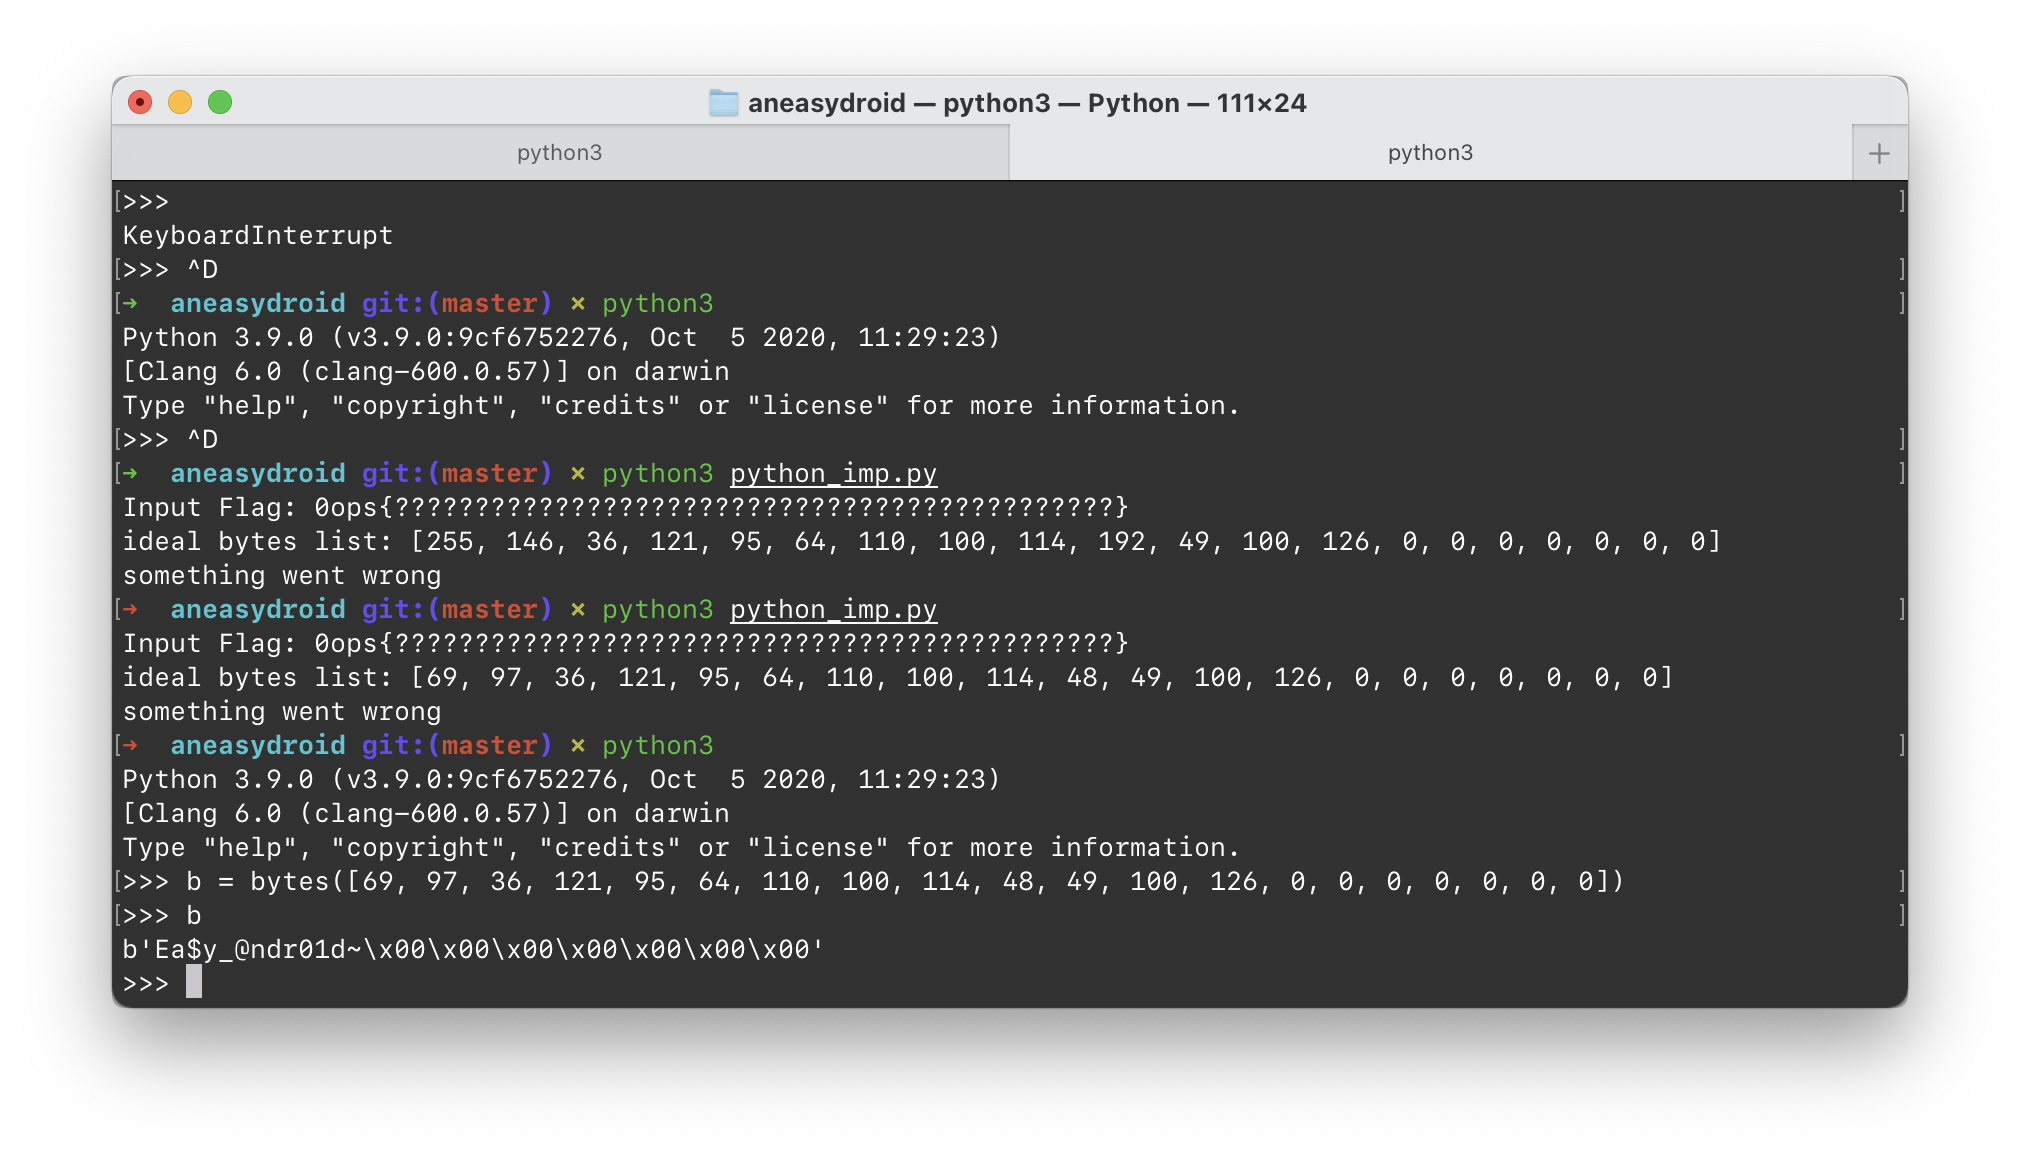 aneasydroid — python3 — Python — 111×24
python3 python3 +
[>>> ]
KeyboardInterrupt
[>>> ^D ]
[➜  aneasydroid git:(master) × python3 ]
Python 3.9.0 (v3.9.0:9cf6752276, Oct  5 2020, 11:29:23)
[Clang 6.0 (clang-600.0.57)] on darwin
Type "help", "copyright", "credits" or "license" for more information.
[>>> ^D ]
[➜  aneasydroid git:(master) × python3 python_imp.py ]
Input Flag: 0ops{?????????????????????????????????????????????}
ideal bytes list: [255, 146, 36, 121, 95, 64, 110, 100, 114, 192, 49, 100, 126, 0, 0, 0, 0, 0, 0, 0]
something went wrong
[➜  aneasydroid git:(master) × python3 python_imp.py ]
Input Flag: 0ops{?????????????????????????????????????????????}
ideal bytes list: [69, 97, 36, 121, 95, 64, 110, 100, 114, 48, 49, 100, 126, 0, 0, 0, 0, 0, 0, 0]
something went wrong
[➜  aneasydroid git:(master) × python3 ]
Python 3.9.0 (v3.9.0:9cf6752276, Oct  5 2020, 11:29:23)
[Clang 6.0 (clang-600.0.57)] on darwin
Type "help", "copyright", "credits" or "license" for more information.
[>>> b = bytes([69, 97, 36, 121, 95, 64, 110, 100, 114, 48, 49, 100, 126, 0, 0, 0, 0, 0, 0, 0]) ]
[>>> b ]
b'Ea$y_@ndr01d~\x00\x00\x00\x00\x00\x00\x00'
>>>